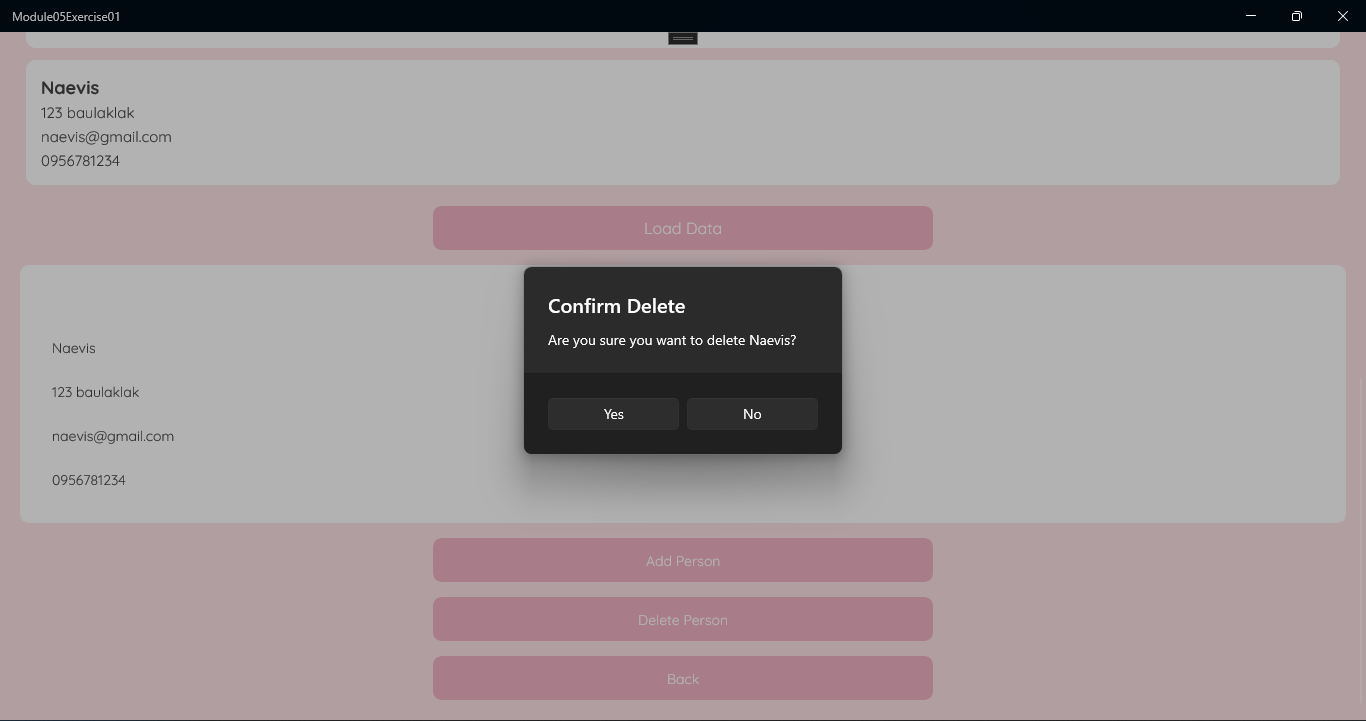 Module05Exercise01
Naevis
123 baulaklak
naevis@gmail.com
0956781234
Load Data
Confirm Delete
Are you sure you want to delete Naevis?
Yes
No
Naevis
123 baulaklak
naevis@gmail.com
0956781234
Add Person
Delete Person
Back